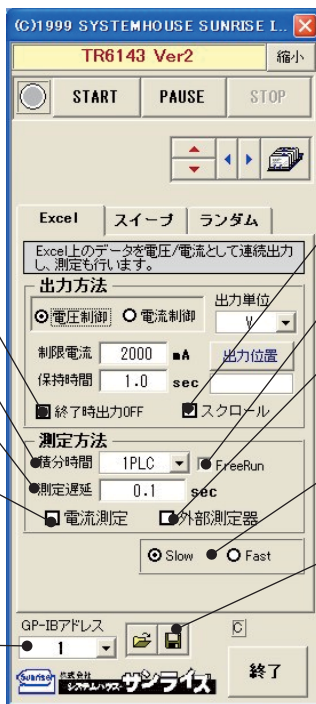 (C)1999 SYSTEMHOUSE SUNRISE I..
TR6143 Ver2 縮小
START PAUSE STOP
Excel スイープ ランダム
Excel上のデータを電圧/電流として連続出力
し、測定も行います。
出力方法
電圧制御 電流制御
出力単位
V
制限電流 2000 mA 出力位置
保持時間 1.0 sec
終了時出力OFF スクロール
測定方法
積分時間 1PLC FreeRun
測定遅延 0.1 sec
電流測定 外部測定器
Slow Fast
GP-IBアドレス
1
C
終了
Sunrise 株式会社 システムハウス サンライズ